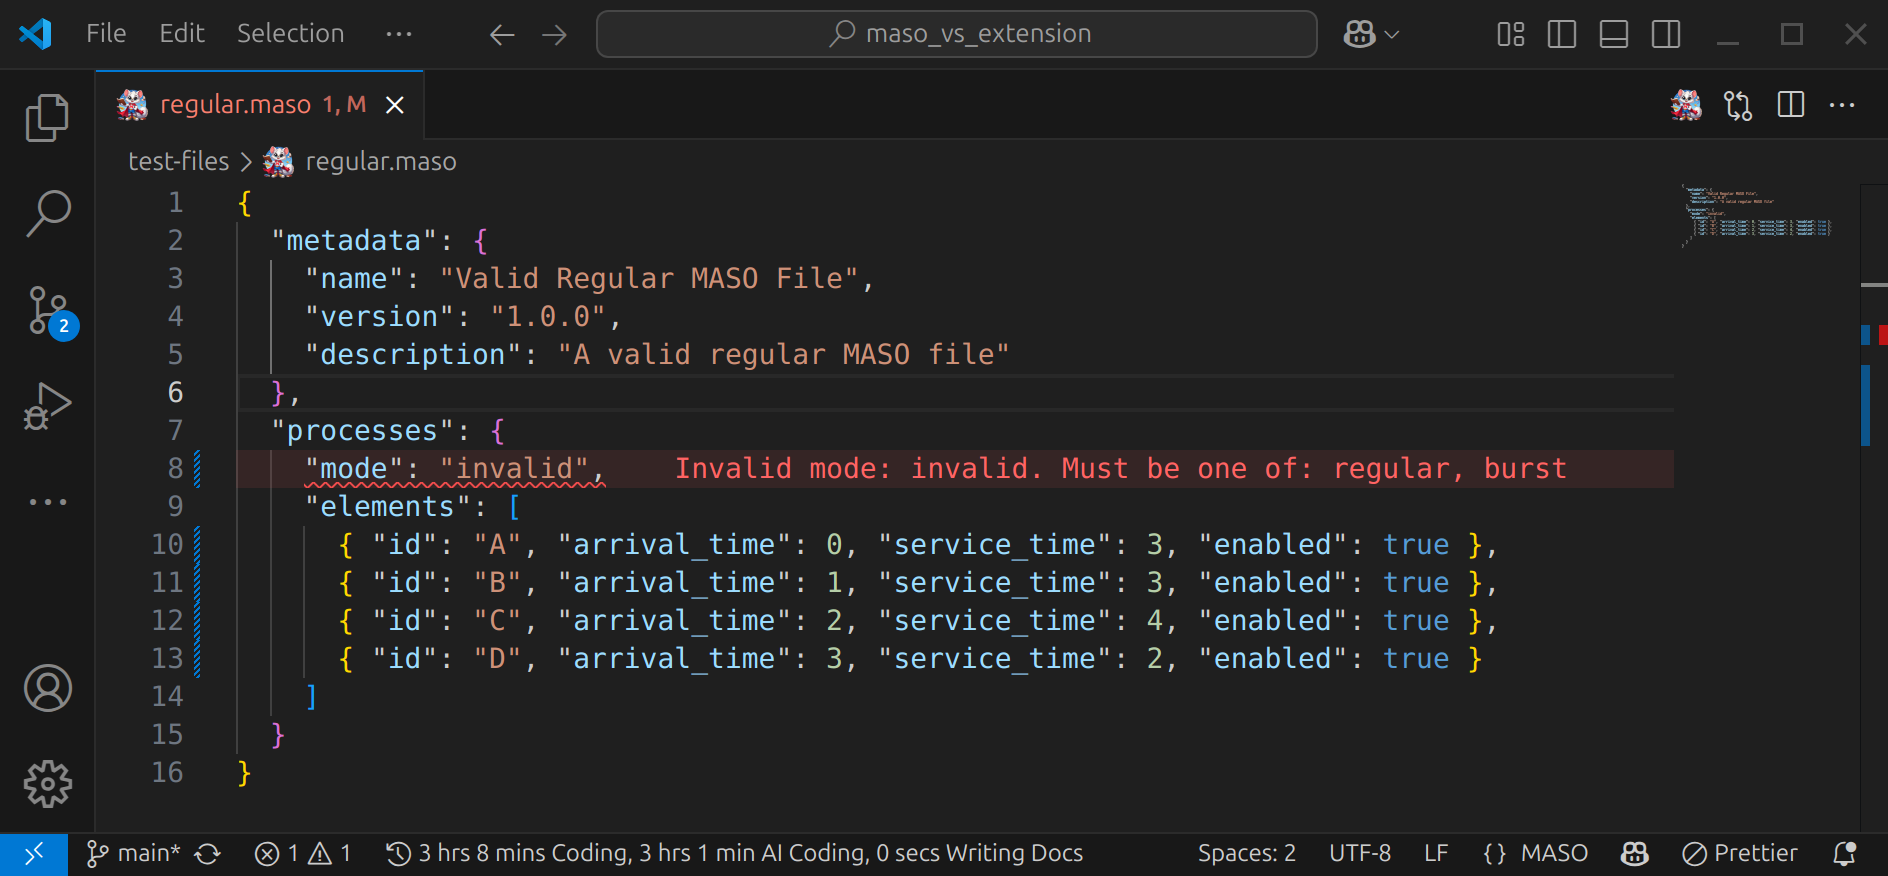 File Edit Selection ··· maso_vs_extension
regular.maso 1, M
test-files > regular.maso
1 {
2 "metadata": {
3 "name": "Valid Regular MASO File",
4 "version": "1.0.0",
5 "description": "A valid regular MASO file"
6 },
7 "processes": {
8 "mode": "invalid", Invalid mode: invalid. Must be one of: regular, burst
9 "elements": [
10 { "id": "A", "arrival_time": 0, "service_time": 3, "enabled": true },
11 { "id": "B", "arrival_time": 1, "service_time": 3, "enabled": true },
12 { "id": "C", "arrival_time": 2, "service_time": 4, "enabled": true },
13 { "id": "D", "arrival_time": 3, "service_time": 2, "enabled": true }
14 ]
15 }
16 }
2
main* 1 1 3 hrs 8 mins Coding, 3 hrs 1 min AI Coding, 0 secs Writing Docs Spaces: 2 UTF-8 LF {} MASO Prettier